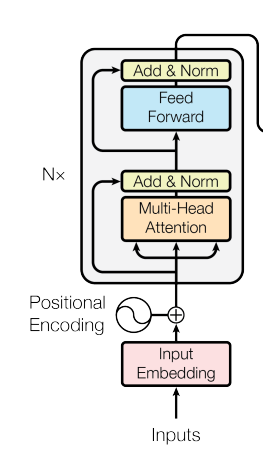 Add & Norm
Feed
Forward
N×
Add & Norm
Multi-Head
Attention
Positional
Encoding
Input
Embedding
Inputs